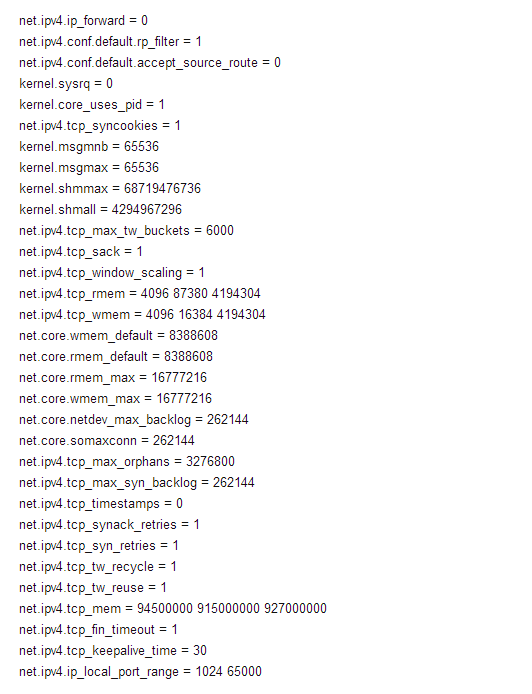 net.ipv4.ip_forward = 0
net.ipv4.conf.default.rp_filter = 1
net.ipv4.conf.default.accept_source_route = 0
kernel.sysrq = 0
kernel.core_uses_pid = 1
net.ipv4.tcp_syncookies = 1
kernel.msgmnb = 65536
kernel.msgmax = 65536
kernel.shmmax = 68719476736
kernel.shmall = 4294967296
net.ipv4.tcp_max_tw_buckets = 6000
net.ipv4.tcp_sack = 1
net.ipv4.tcp_window_scaling = 1
net.ipv4.tcp_rmem = 4096 87380 4194304
net.ipv4.tcp_wmem = 4096 16384 4194304
net.core.wmem_default = 8388608
net.core.rmem_default = 8388608
net.core.rmem_max = 16777216
net.core.wmem_max = 16777216
net.core.netdev_max_backlog = 262144
net.core.somaxconn = 262144
net.ipv4.tcp_max_orphans = 3276800
net.ipv4.tcp_max_syn_backlog = 262144
net.ipv4.tcp_timestamps = 0
net.ipv4.tcp_synack_retries = 1
net.ipv4.tcp_syn_retries = 1
net.ipv4.tcp_tw_recycle = 1
net.ipv4.tcp_tw_reuse = 1
net.ipv4.tcp_mem = 94500000 915000000 927000000
net.ipv4.tcp_fin_timeout = 1
net.ipv4.tcp_keepalive_time = 30
net.ipv4.ip_local_port_range = 1024 65000